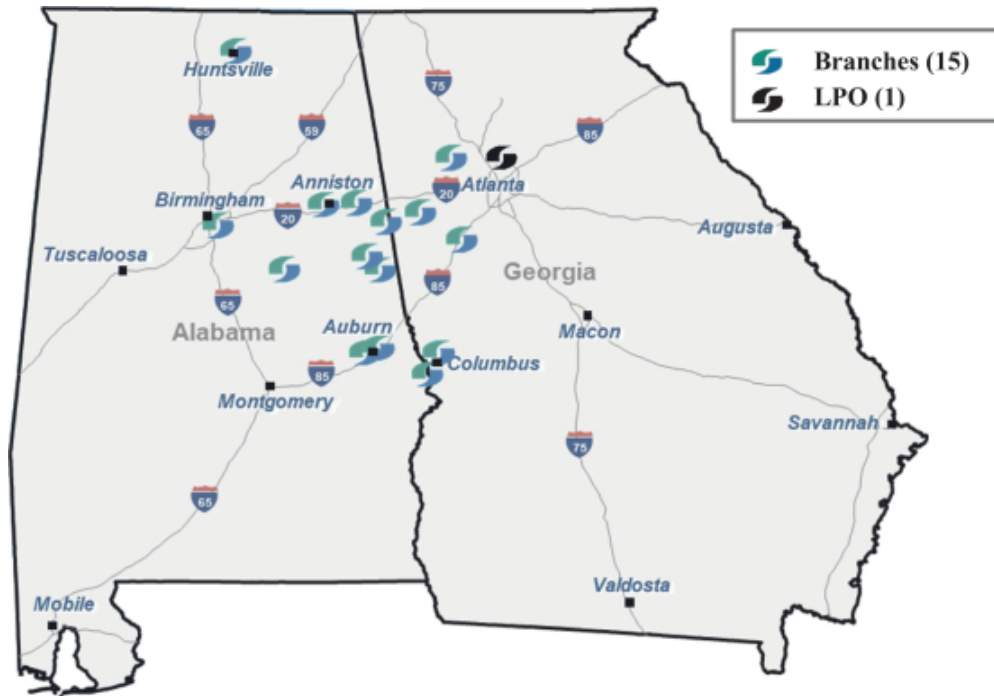 Huntsville
75
Branches (15)
LPO (1)
65
59
85
Anniston
Atlanta
20
Birmingham
20
Augusta
Tuscaloosa
Georgia
85
65
Alabama
Auburn
Macon
Columbus
85
Montgomery
Savannah
75
65
Valdosta
Mobile